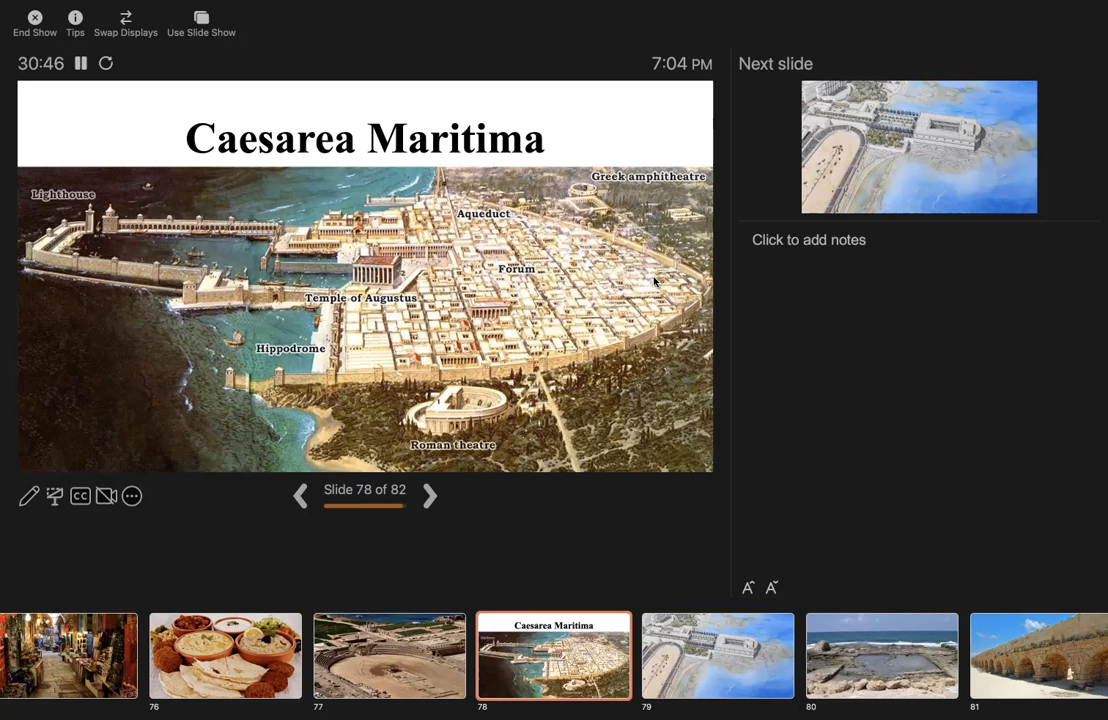 End Show
Tips
Swap Displays
Use Slide Show
30:46
7:04 PM
Next slide
Caesarea Maritima
Lighthouse
Greek amphitheatre
Aqueduct
Forum
Temple of Augustus
Hippodrome
Roman theatre
Click to add notes
CC
Slide 78 of 82
A
A
Caesarea Maritima
76
77
78
79
80
81